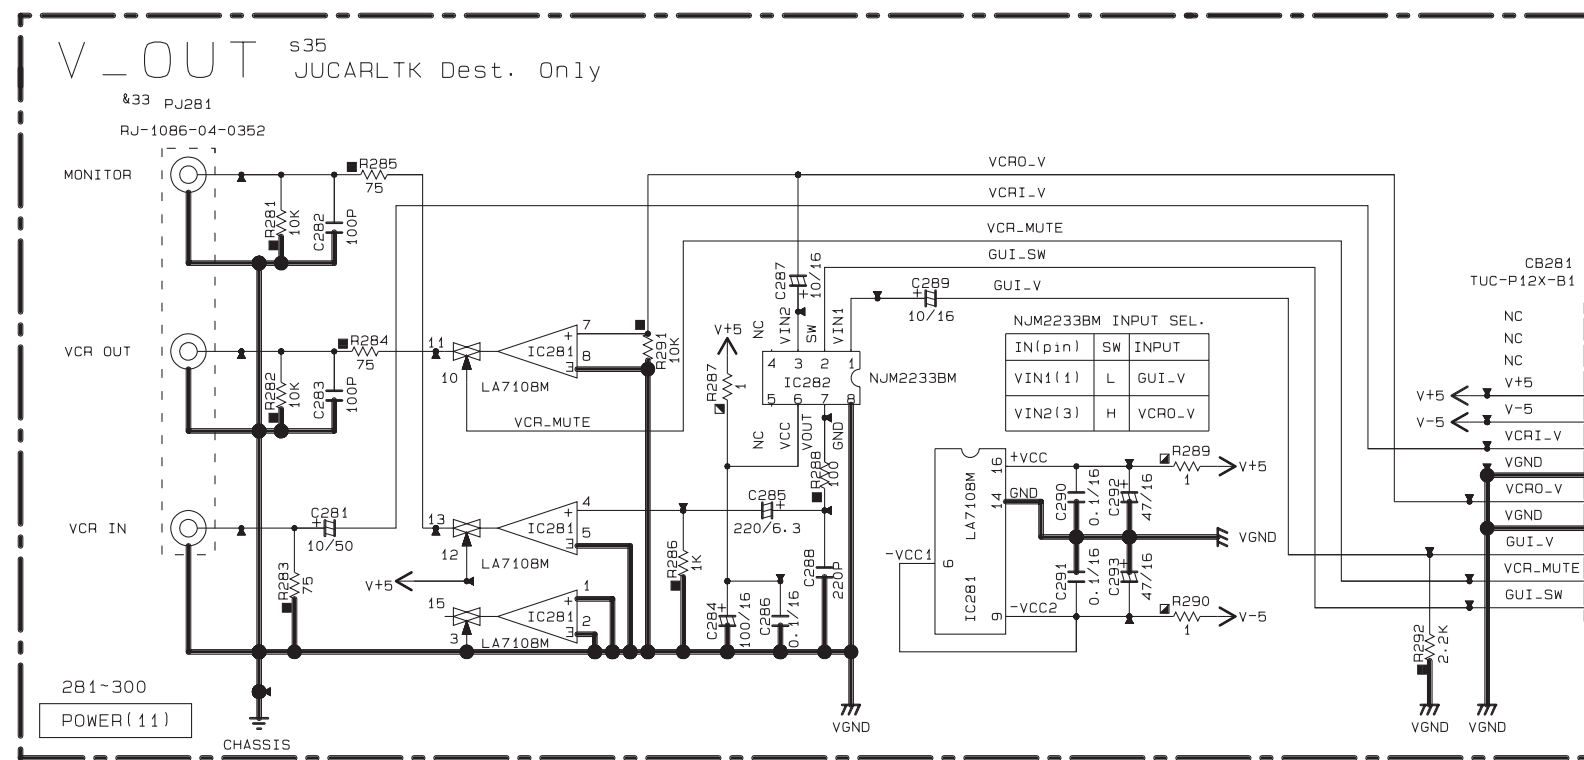 V_OUT
s35
JUCARLTK Dest. Only
&33 PJ281
RJ-1086-04-0352
MONITOR
R285
75
R281
10K
C282
100P
VCRO_V
VCRI_V
VCR_MUTE
GUI_SW
GUI_V
VCR OUT
R284
75
R282
10K
C283
100P
11
10
7
+
IC281
8
E
LA7108M
VCR_MUTE
R291
10K
V+5
R287
1
C287
10/16
+
NC
VIN2
SW
VIN1
4 3 2 1
IC282
NJM2233BM
5 6 7 8
NC
VCC
VOUT
GND
R288
100
C289
+
10/16
NJM2233BM INPUT SEL.
IN(pin) SW INPUT
VIN1(1) L GUI_V
VIN2(3) H VCRO_V
CB281
TUC-P12X-B1
NC
NC
NC
V+5
V+5
V-5
V-5
VCRI_V
VGND
VCRO_V
VGND
GUI_V
VCR_MUTE
GUI_SW
VCR IN
C281
+
10/50
R283
75
V+5
13
12
4
+
IC281
5
E
LA7108M
15
3
1
+
IC281
2
E
LA7108M
R286
1K
C285
+
220/6.3
C288
220P
C284
+
100/16
C286
0.1/16
LA7108M
IC281
16
+VCC
14
GND
-VCC1
6
9
-VCC2
C290
0.1/16
C292
+
47/16
R289
1
V+5
VGND
C291
0.1/16
C293
+
47/16
R290
1
V-5
R292
2.2K
281~300
POWER(11)
CHASSIS
VGND
VGND
VGND